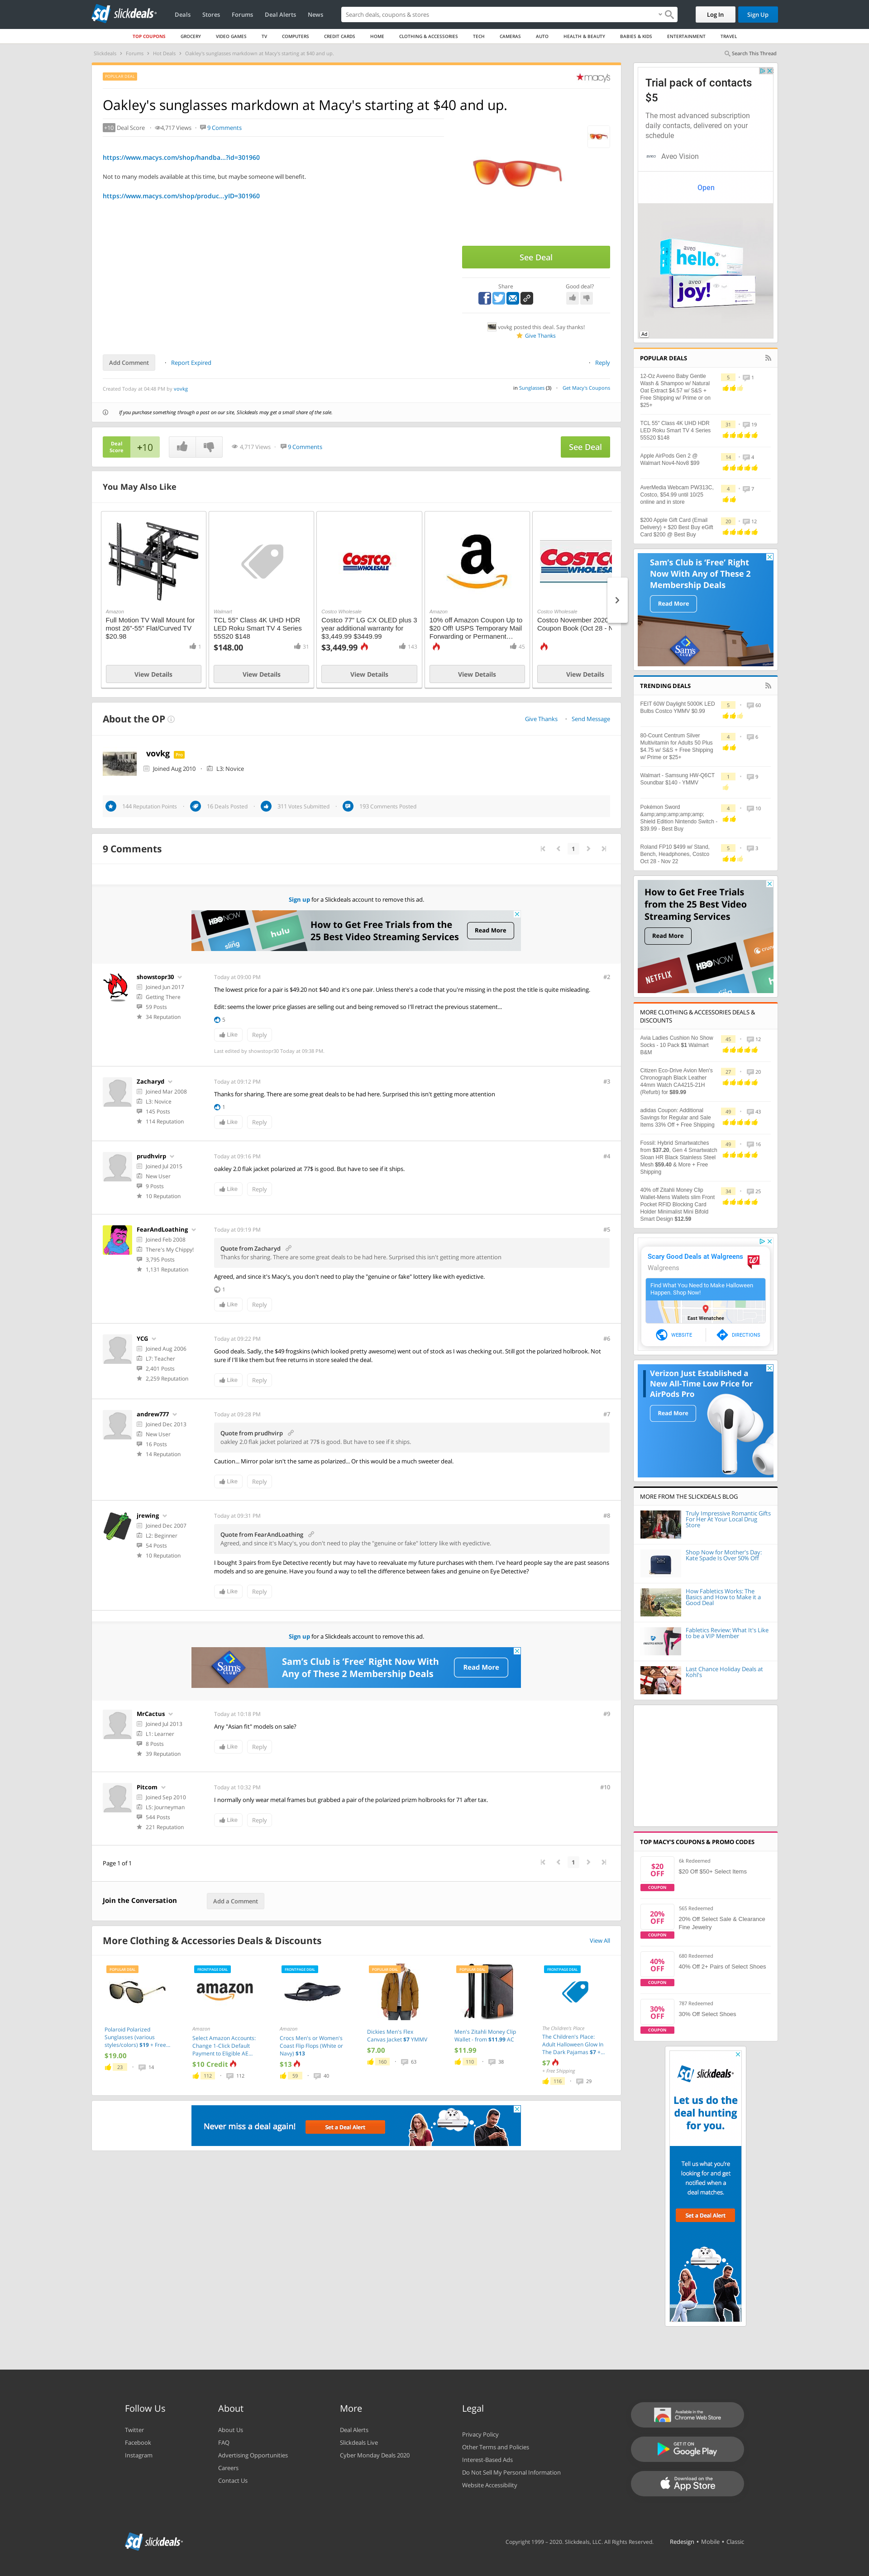 sd slickdeals
Deals Stores Forums Deal Alerts News
Search deals, coupons & stores
Log In
Sign Up
TOP COUPONS GROCERY VIDEO GAMES TV COMPUTERS CREDIT CARDS HOME CLOTHING & ACCESSORIES TECH CAMERAS AUTO HEALTH & BEAUTY BABIES & KIDS ENTERTAINMENT TRAVEL
Slickdeals Forums Hot Deals Oakley's sunglasses markdown at Macy's starting at $40 and up.
Search This Thread
POPULAR DEAL
macys
Oakley's sunglasses markdown at Macy's starting at $40 and up.
+10 Deal Score 4,717 Views 9 Comments
https://www.macys.com/shop/handba...?id=301960
Not to many models available at this time, but maybe someone will benefit.
https://www.macys.com/shop/produc...yID=301960
See Deal
Share
Good deal?
vovkg posted this deal. Say thanks!
Give Thanks
Add Comment
Report Expired
Reply
Created Today at 04:48 PM by vovkg
in Sunglasses (3) Get Macy's Coupons
If you purchase something through a post on our site, Slickdeals may get a small share of the sale.
Deal Score +10
4,717 Views 9 Comments
See Deal
You May Also Like
Amazon
Full Motion TV Wall Mount for most 26"-55" Flat/Curved TV $20.98
1
View Details
Walmart
TCL 55" Class 4K UHD HDR LED Roku Smart TV 4 Series 55S20 $148
$148.00
31
View Details
COSTCO WHOLESALE
Costco Wholesale
Costco 77" LG CX OLED plus 3 year additional warranty for $3,449.99 $3449.99
$3,449.99
143
View Details
Amazon
10% off Amazon Coupon Up to $20 Off! USPS Temporary Mail Forwarding or Permanent...
45
View Details
COSTCO WHOLESALE
Costco Wholesale
Costco November 2020 Coupon Book (Oct 28 - N
View Details
About the OP
Give Thanks Send Message
vovkg
Joined Aug 2010 L3: Novice
144 Reputation Points
16 Deals Posted
311 Votes Submitted
193 Comments Posted
9 Comments
1
Sign up for a Slickdeals account to remove this ad.
HBO NOW
hulu
sling
How to Get Free Trials from the 25 Best Video Streaming Services
Read More
showstopr30
Joined Jun 2017
Getting There
59 Posts
34 Reputation
Today at 09:00 PM
#2
The lowest price for a pair is $49.20 not $40 and it's one pair. Unless there's a code that you're missing in the post the title is quite misleading.
Edit: seems the lower price glasses are selling out and being removed so I'll retract the previous statement...
5
Like Reply
Last edited by showstopr30 Today at 09:38 PM.
Zacharyd
Joined Mar 2008
L3: Novice
145 Posts
114 Reputation
Today at 09:12 PM
#3
Thanks for sharing. There are some great deals to be had here. Surprised this isn't getting more attention
1
Like Reply
prudhvirp
Joined Jul 2015
New User
9 Posts
10 Reputation
Today at 09:16 PM
#4
oakley 2.0 flak jacket polarized at 77$ is good. But have to see if it ships.
Like Reply
FearAndLoathing
Joined Feb 2008
There's My Chippy!
3,795 Posts
1,131 Reputation
Today at 09:19 PM
#5
Quote from Zacharyd
Thanks for sharing. There are some great deals to be had here. Surprised this isn't getting more attention
Agreed, and since it's Macy's, you don't need to play the "genuine or fake" lottery like with eyedictive.
1
Like Reply
YCG
Joined Aug 2006
L7: Teacher
2,401 Posts
2,259 Reputation
Today at 09:22 PM
#6
Good deals. Sadly, the $49 frogskins (which looked pretty awesome) went out of stock as I was checking out. Still got the polarized holbrook. Not
sure if I'll like them but free returns in store sealed the deal.
Like Reply
andrew777
Joined Dec 2013
New User
16 Posts
14 Reputation
Today at 09:28 PM
#7
Quote from prudhvirp
oakley 2.0 flak jacket polarized at 77$ is good. But have to see if it ships.
Caution... Mirror polar isn't the same as polarized... Or this would be a much sweeter deal.
Like Reply
jrewing
Joined Dec 2007
L2: Beginner
54 Posts
10 Reputation
Today at 09:31 PM
#8
Quote from FearAndLoathing
Agreed, and since it's Macy's, you don't need to play the "genuine or fake" lottery like with eyedictive.
I bought 3 pairs from Eye Detective recently but may have to reevaluate my future purchases with them. I've heard people say the are past seasons
models and so are genuine. Have you found a way to tell the difference between fakes and genuine on Eye Detective?
Like Reply
Sign up for a Slickdeals account to remove this ad.
Sam's Club is 'Free' Right Now With Any of These 2 Membership Deals
Read More
MrCactus
Joined Jul 2013
L1: Learner
8 Posts
39 Reputation
Today at 10:18 PM
#9
Any "Asian fit" models on sale?
Like Reply
Pitcom
Joined Sep 2010
L5: Journeyman
544 Posts
221 Reputation
Today at 10:32 PM
#10
I normally only wear metal frames but grabbed a pair of the polarized prizm holbrooks for 71 after tax.
Like Reply
Page 1 of 1
1
Join the Conversation
Add a Comment
More Clothing & Accessories Deals & Discounts
View All
POPULAR DEAL
Polaroid Polarized Sunglasses (various styles/colors) $19 + Free...
$19.00
23 14
FRONTPAGE DEAL
amazon
Amazon
Select Amazon Accounts: Change 1-Click Default Payment to Eligible AE...
$10 Credit
112 112
FRONTPAGE DEAL
Amazon
Crocs Men's or Women's Coast Flip Flops (White or Navy) $13
$13
39 40
POPULAR DEAL
Dickies Men's Flex Canvas Jacket $7 YMMV
$7.00
160 63
POPULAR DEAL
Men's Zitahli Money Clip Wallet - from $11.99 AC
$11.99
110 38
FRONTPAGE DEAL
The Children's Place
The Children's Place: Adult Halloween Glow In The Dark Pajamas $7 +...
$7
+ Free Shipping
116 29
Never miss a deal again!
Set a Deal Alert
Trial pack of contacts $5
The most advanced subscription daily contacts, delivered on your schedule
Aveo Vision
Open
aveo hello.
aveo joy!
Ad
POPULAR DEALS
12-Oz Aveeno Baby Gentle Wash & Shampoo w/ Natural Oat Extract $4.57 w/ S&S + Free Shipping w/ Prime or on $25+
5 1
TCL 55" Class 4K UHD HDR LED Roku Smart TV 4 Series 55S20 $148
31 19
Apple AirPods Gen 2 @ Walmart Nov4-Nov8 $99
14 4
AverMedia Webcam PW313C, Costco, $54.99 until 10/25 online and in store
4 7
$200 Apple Gift Card (Email Delivery) + $20 Best Buy eGift Card $200 @ Best Buy
20 12
Sam's Club is 'Free' Right Now With Any of These 2 Membership Deals
Read More
TRENDING DEALS
FEIT 60W Daylight 5000K LED Bulbs Costco YMMV $0.99
5 60
80-Count Centrum Silver Multivitamin for Adults 50 Plus $4.75 w/ S&S + Free Shipping w/ Prime or $25+
4 6
Walmart - Samsung HW-Q6CT Soundbar $140 - YMMV
1 9
Pokémon Sword &amp;amp;amp;amp;amp; Shield Edition Nintendo Switch - $39.99 - Best Buy
4 10
Roland FP10 $499 w/ Stand, Bench, Headphones, Costco Oct 28 - Nov 22
5 3
How to Get Free Trials from the 25 Best Video Streaming Services
Read More
NETFLIX
HBO NOW
MORE CLOTHING & ACCESSORIES DEALS & DISCOUNTS
Avia Ladies Cushion No Show Socks - 10 Pack $1 Walmart B&M
45 12
Citizen Eco-Drive Avion Men's Chronograph Black Leather 44mm Watch CA4215-21H (Refurb) for $89.99
27 20
adidas Coupon: Additional Savings for Regular and Sale Items 33% Off + Free Shipping
49 43
Fossil: Hybrid Smartwatches from $37.20, Gen 4 Smartwatch Sloan HR Black Stainless Steel Mesh $59.40 & More + Free Shipping
49 16
40% off Zitahli Money Clip Wallet-Mens Wallets slim Front Pocket RFID Blocking Card Holder Minimalist Mini Bifold Smart Design $12.59
34 25
Scary Good Deals at Walgreens
Walgreens
Find What You Need to Make Halloween Happen. Shop Now!
East Wenatchee
WEBSITE
DIRECTIONS
Verizon Just Established a New All-Time Low Price for AirPods Pro
Read More
MORE FROM THE SLICKDEALS BLOG
Truly Impressive Romantic Gifts For Her At Your Local Drug Store
Shop Now for Mother's Day: Kate Spade Is Over 50% Off
How Fabletics Works: The Basics and How to Make it a Good Deal
Fabletics Review: What It's Like to be a VIP Member
Last Chance Holiday Deals at Kohl's
TOP MACY'S COUPONS & PROMO CODES
$20 OFF
COUPON
6k Redeemed
$20 Off $50+ Select Items
20% OFF
COUPON
565 Redeemed
20% Off Select Sale & Clearance Fine Jewelry
40% OFF
COUPON
680 Redeemed
40% Off 2+ Pairs of Select Shoes
30% OFF
COUPON
787 Redeemed
30% Off Select Shoes
sd slickdeals
Let us do the deal hunting for you.
Tell us what you're looking for and get notified when a deal matches.
Set a Deal Alert
Follow Us
Twitter
Facebook
Instagram
About
About Us
FAQ
Advertising Opportunities
Careers
Contact Us
More
Deal Alerts
Slickdeals Live
Cyber Monday Deals 2020
Legal
Privacy Policy
Other Terms and Policies
Interest-Based Ads
Do Not Sell My Personal Information
Website Accessibility
Available in the Chrome Web Store
GET IT ON Google Play
Download on the App Store
sd slickdeals
Copyright 1999 - 2020, Slickdeals, LLC. All Rights Reserved.
Redesign • Mobile • Classic